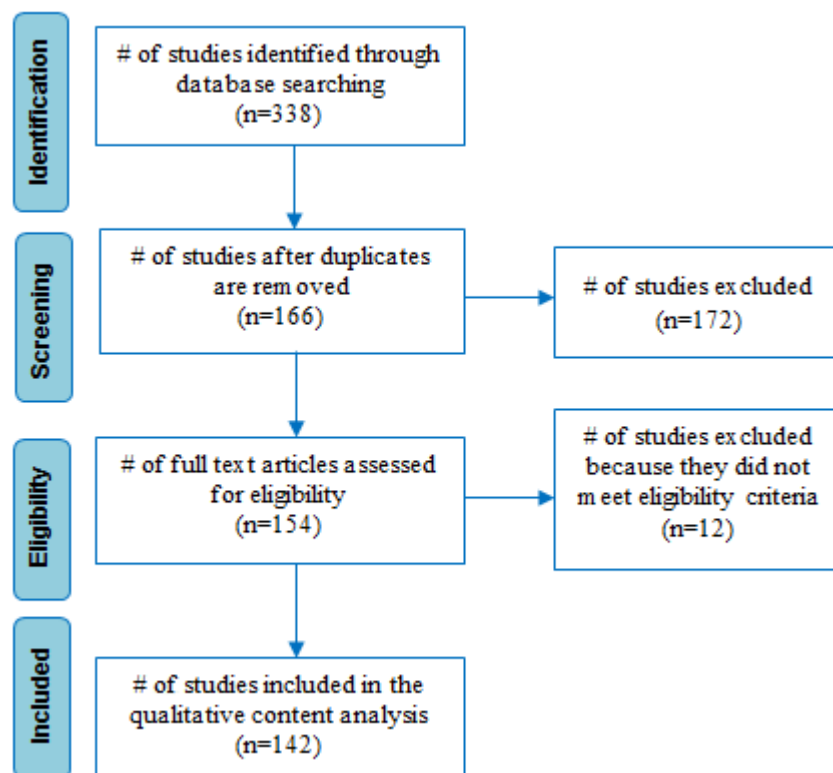 Identification
# of studies identified through
database searching
(n=338)
Screening
# of studies after duplicates
are removed
(n=166)
# of studies excluded
(n=172)
Eligibility
# of full text articles assessed
for eligibility
(n=154)
# of studies excluded
because they did not
meet eligibility criteria
(n=12)
Included
# of studies included in the
qualitative content analysis
(n=142)